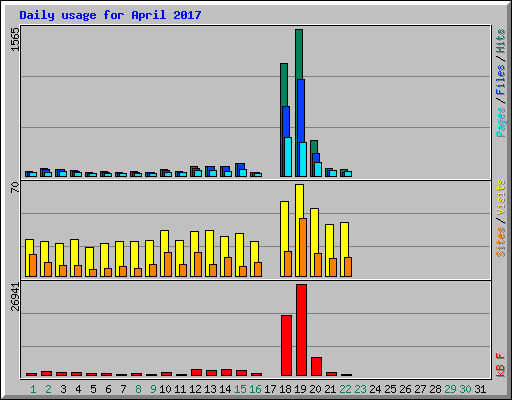 Daily usage for April 2017
1565
Pages / Files / Hits
70
Sites / Visits
26941
kB F
1 2 3 4 5 6 7 8 9 10 11 12 13 14 15 16 17 18 19 20 21 22 23 24 25 26 27 28 29 30 31